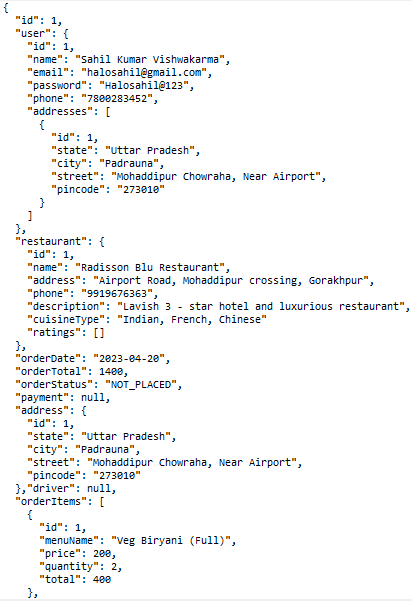 {
  "id": 1,
  "user": {
    "id": 1,
    "name": "Sahil Kumar Vishwakarma",
    "email": "halosahil@gmail.com",
    "password": "Halosahil@123",
    "phone": "7800283452",
    "addresses": [
      {
        "id": 1,
        "state": "Uttar Pradesh",
        "city": "Padrauna",
        "street": "Mohaddipur Chowraha, Near Airport",
        "pincode": "273010"
      }
    ]
  },
  "restaurant": {
    "id": 1,
    "name": "Radisson Blu Restaurant",
    "address": "Airport Road, Mohaddipur crossing, Gorakhpur",
    "phone": "9919676363",
    "description": "Lavish 3 - star hotel and luxurious restaurant",
    "cuisineType": "Indian, French, Chinese"
    "ratings": []
  },
  "orderDate": "2023-04-20",
  "orderTotal": 1400,
  "orderStatus": "NOT_PLACED",
  "payment": null,
  "address": {
    "id": 1,
    "state": "Uttar Pradesh",
    "city": "Padrauna",
    "street": "Mohaddipur Chowraha, Near Airport",
    "pincode": "273010"
  },"driver": null,
  "orderItems": [
    {
      "id": 1,
      "menuName": "Veg Biryani (Full)",
      "price": 200,
      "quantity": 2,
      "total": 400
    },